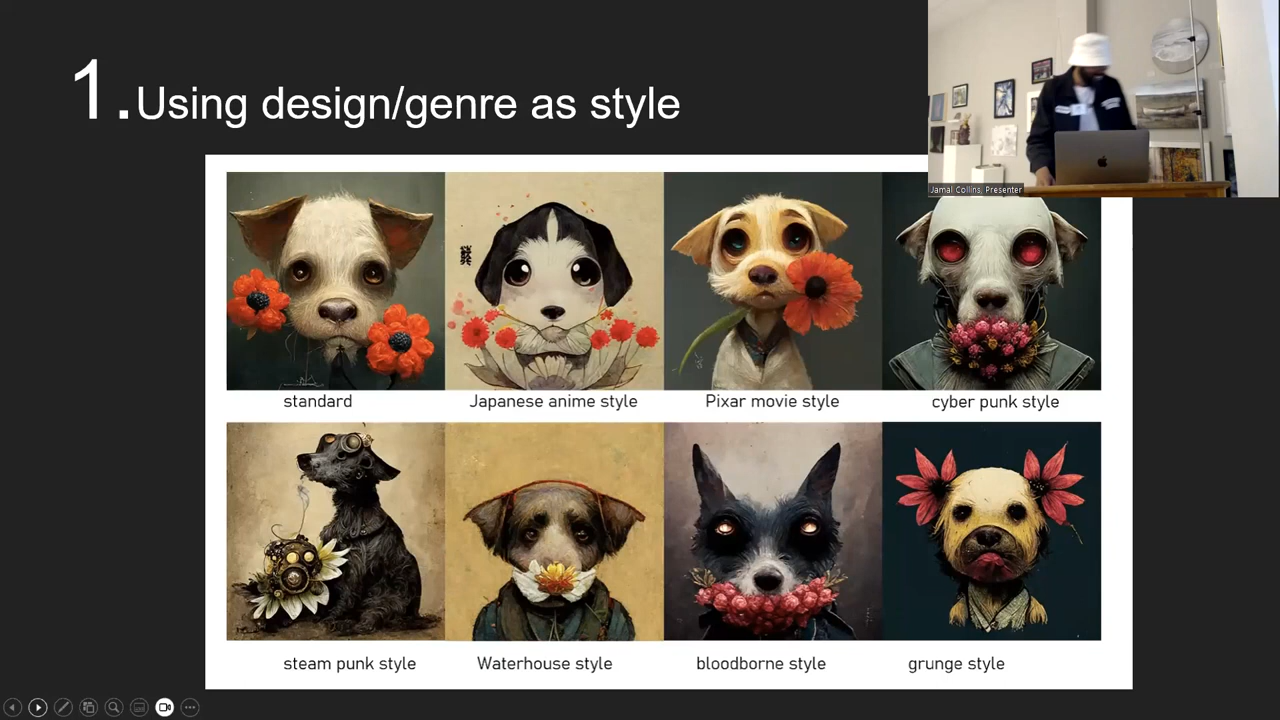 1.Using design/genre as style
Jamal Collins, Presenter
standard
Japanese anime style
Pixar movie style
cyber punk style
steam punk style
Waterhouse style
bloodborne style
grunge style